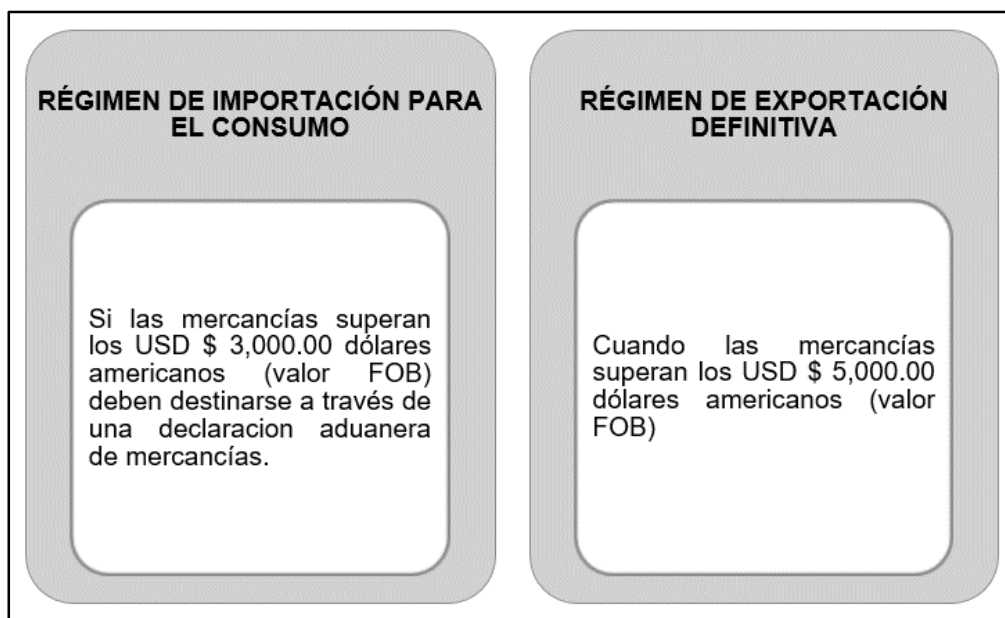 RÉGIMEN DE IMPORTACIÓN PARA
EL CONSUMO
Si las mercancías superan
los USD $ 3,000.00 dólares
americanos (valor FOB)
deben destinarse a través de
una declaracion aduanera
de mercancías.
RÉGIMEN DE EXPORTACIÓN
DEFINITIVA
Cuando las mercancías
superan los USD $ 5,000.00
dólares americanos (valor
FOB)